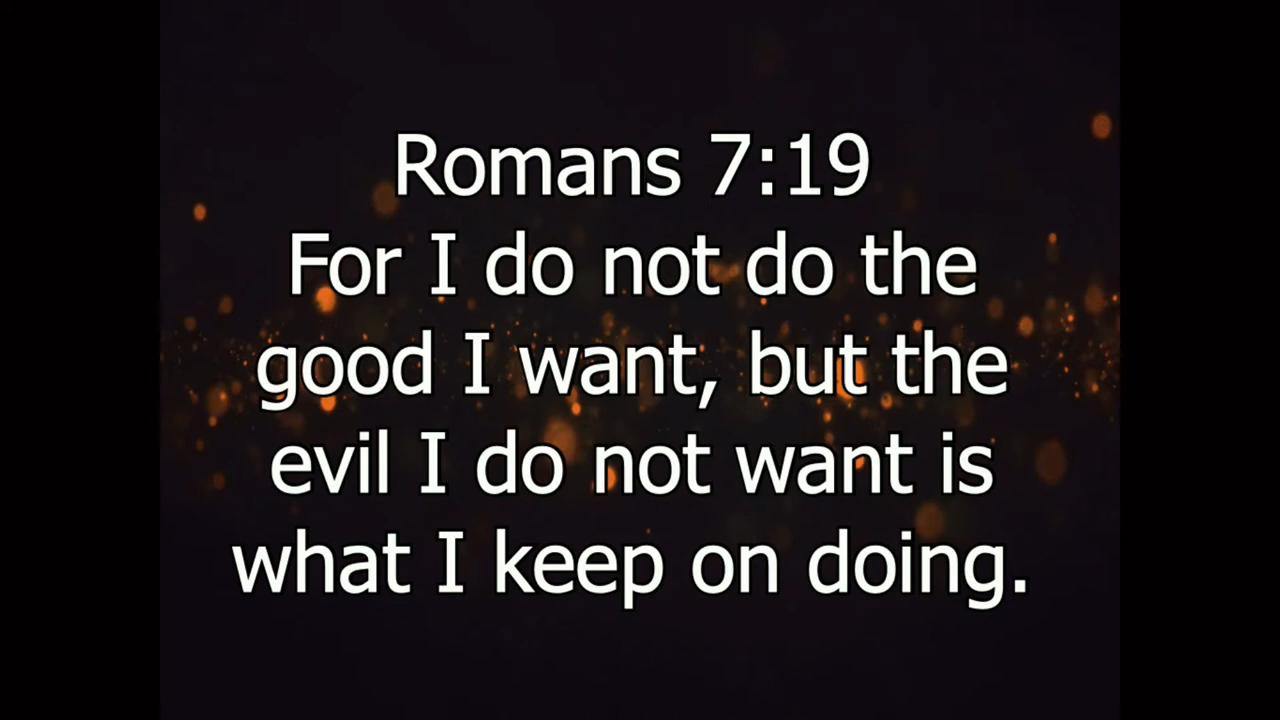 Romans 7:19
For I do not do the
good I want, but the
evil I do not want is
what I keep on doing.